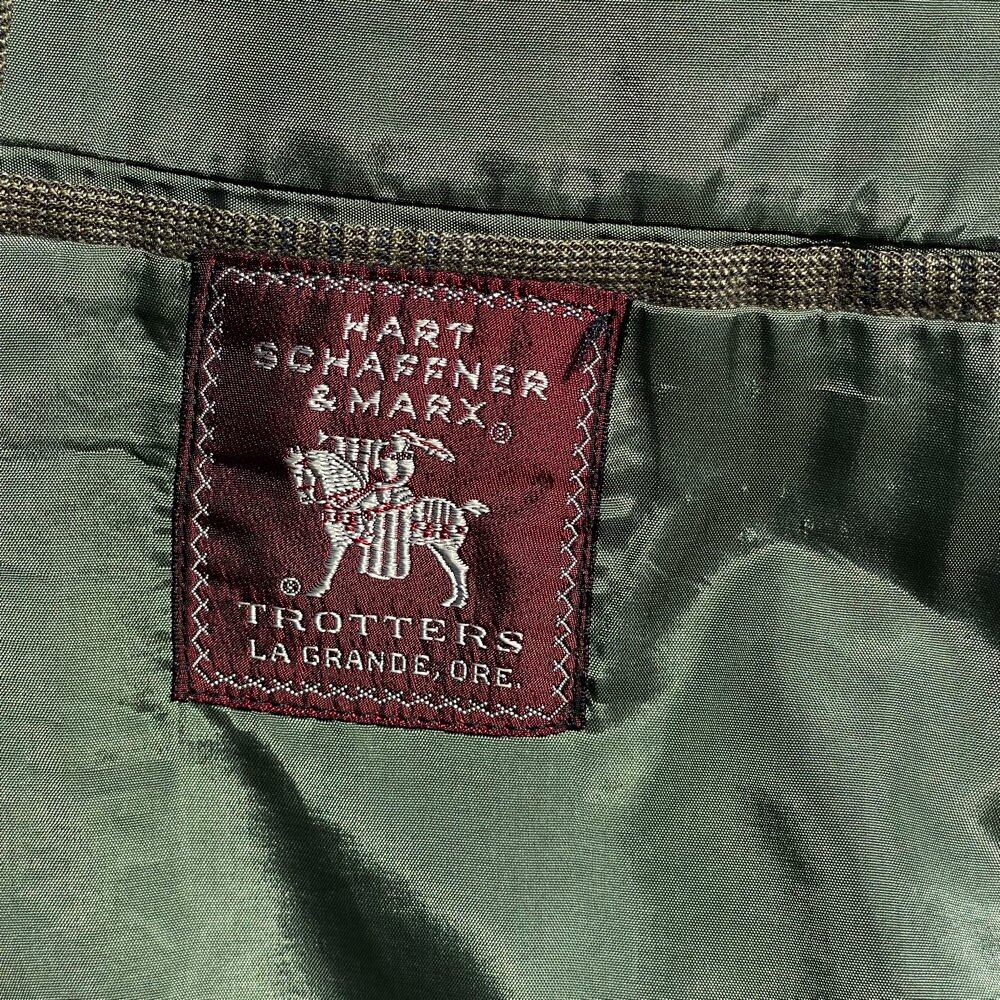 HART
SCHAFFNER
& MARX®
®
TROTTERS
LA GRANDE, ORE.